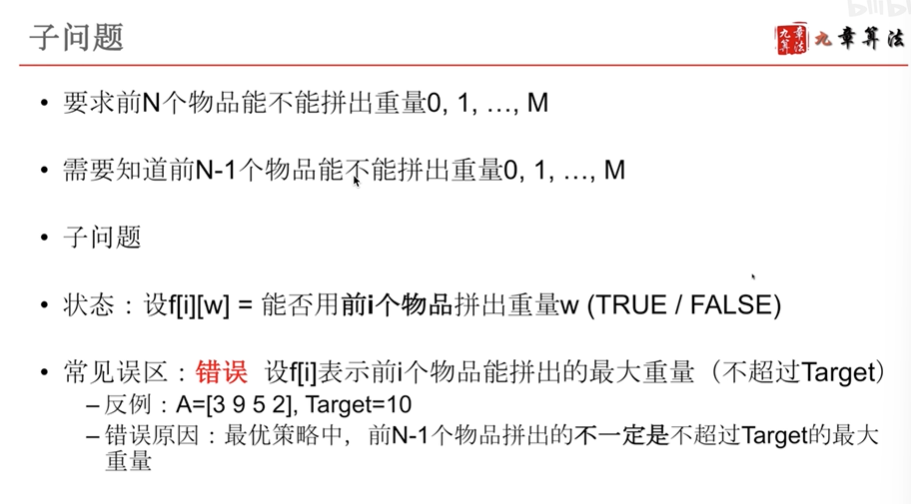 子问题
九章算法
九章算法
• 要求前N个物品能不能拼出重量0, 1, …, M
• 需要知道前N-1个物品能不能拼出重量0, 1, …, M
• 子问题
• 状态：设f[i][w] = 能否用前i个物品拼出重量w (TRUE / FALSE)
• 常见误区：错误 设f[i]表示前i个物品能拼出的最大重量（不超过Target）
–反例：A=[3 9 5 2], Target=10
–错误原因：最优策略中，前N-1个物品拼出的不一定是不超过Target的最大
重量